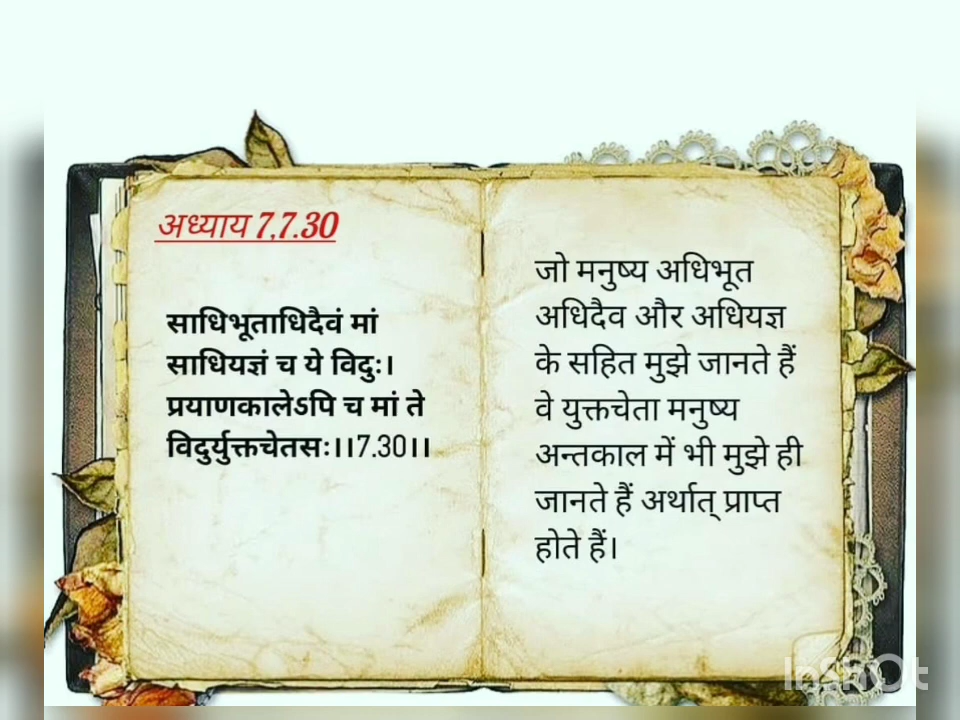 अध्याय 7,7.30
साधिभूताधिदैवं मां
साधियज्ञं च ये विदुः।
प्रयाणकालेऽपि च मां ते
विदुर्युक्तचेतसः।।7.30।।
जो मनुष्य अधिभूत
अधिदैव और अधियज्ञ
के सहित मुझे जानते हैं
वे युक्तचेता मनुष्य
अन्तकाल में भी मुझे ही
जानते हैं अर्थात् प्राप्त
होते हैं।
InShOt